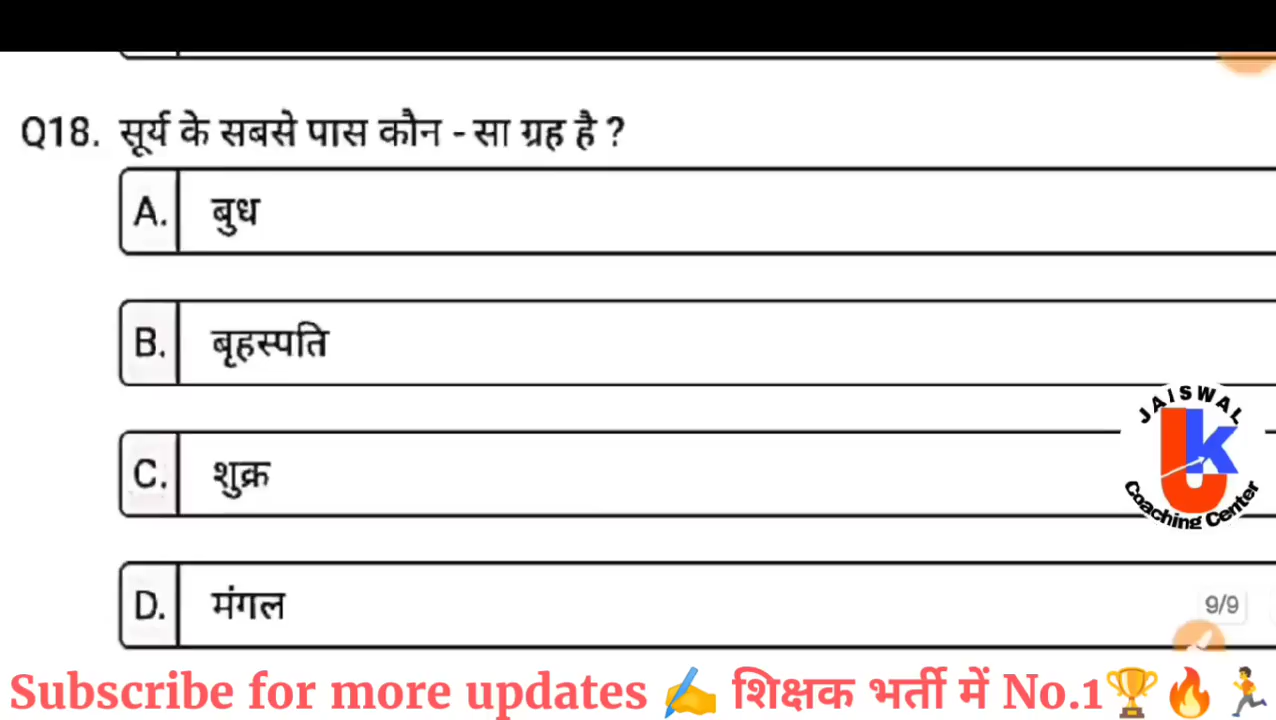 Q18. सूर्य के सबसे पास कौन - सा ग्रह है ?
A. बुध
B. बृहस्पति
JAISWAL
JK
C. शुक्र
Coaching Center
D. मंगल
9/9
Subscribe for more updates ✍️ शिक्षक भर्ती में No.1🏆🔥🏃